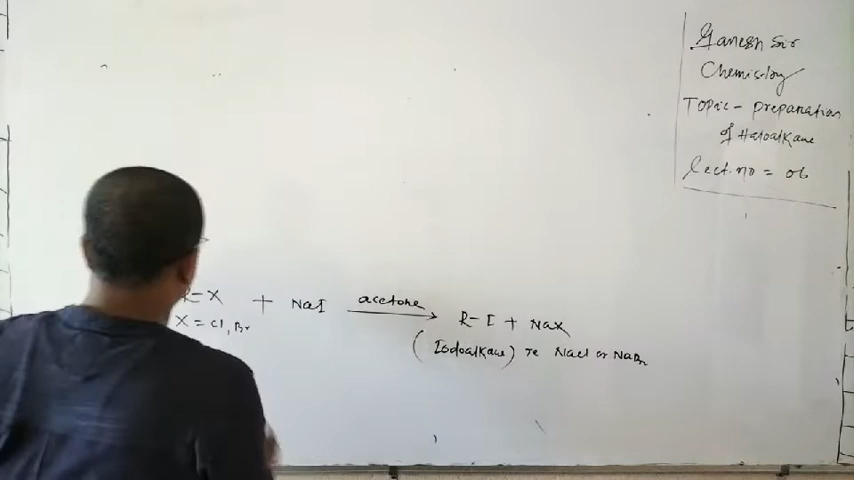 Ganesh Sir
Chemistry
Topic - preparation
of Haloalkane
Lect. no = 06
R-X + NaI acetone → R-I + NaX
X = Cl, Br
(Iodoalkane) ie NaCl or NaBr